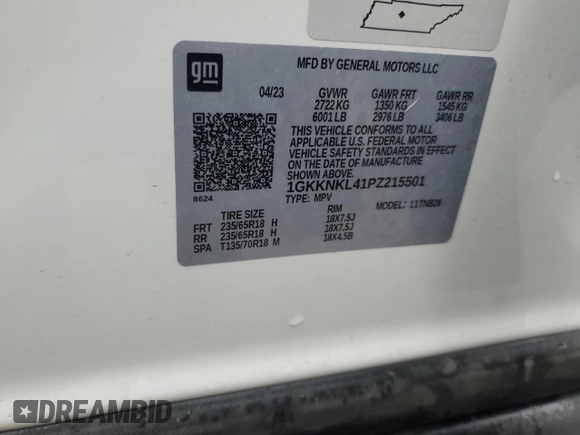 gm
MFD BY GENERAL MOTORS LLC
04/23 GVWR GAWR FRT GAWR RR
2722 KG 1350 KG 1545 KG
6001 LB 2976 LB 3406 LB
THIS VEHICLE CONFORMS TO ALL
APPLICABLE U.S. FEDERAL MOTOR
VEHICLE SAFETY STANDARDS IN EFFECT
ON THE DATE OF MANUFACTURE
SHOWN ABOVE.
1GKKNKL41PZ215501
8624
TYPE: MPV
MODEL: 11TNB26
TIRE SIZE RIM
FRT 235/65R18 H 18X7.5J
RR 235/65R18 H 18X7.5J
SPA T135/70R18 M 18X4.5B
DREAMBID